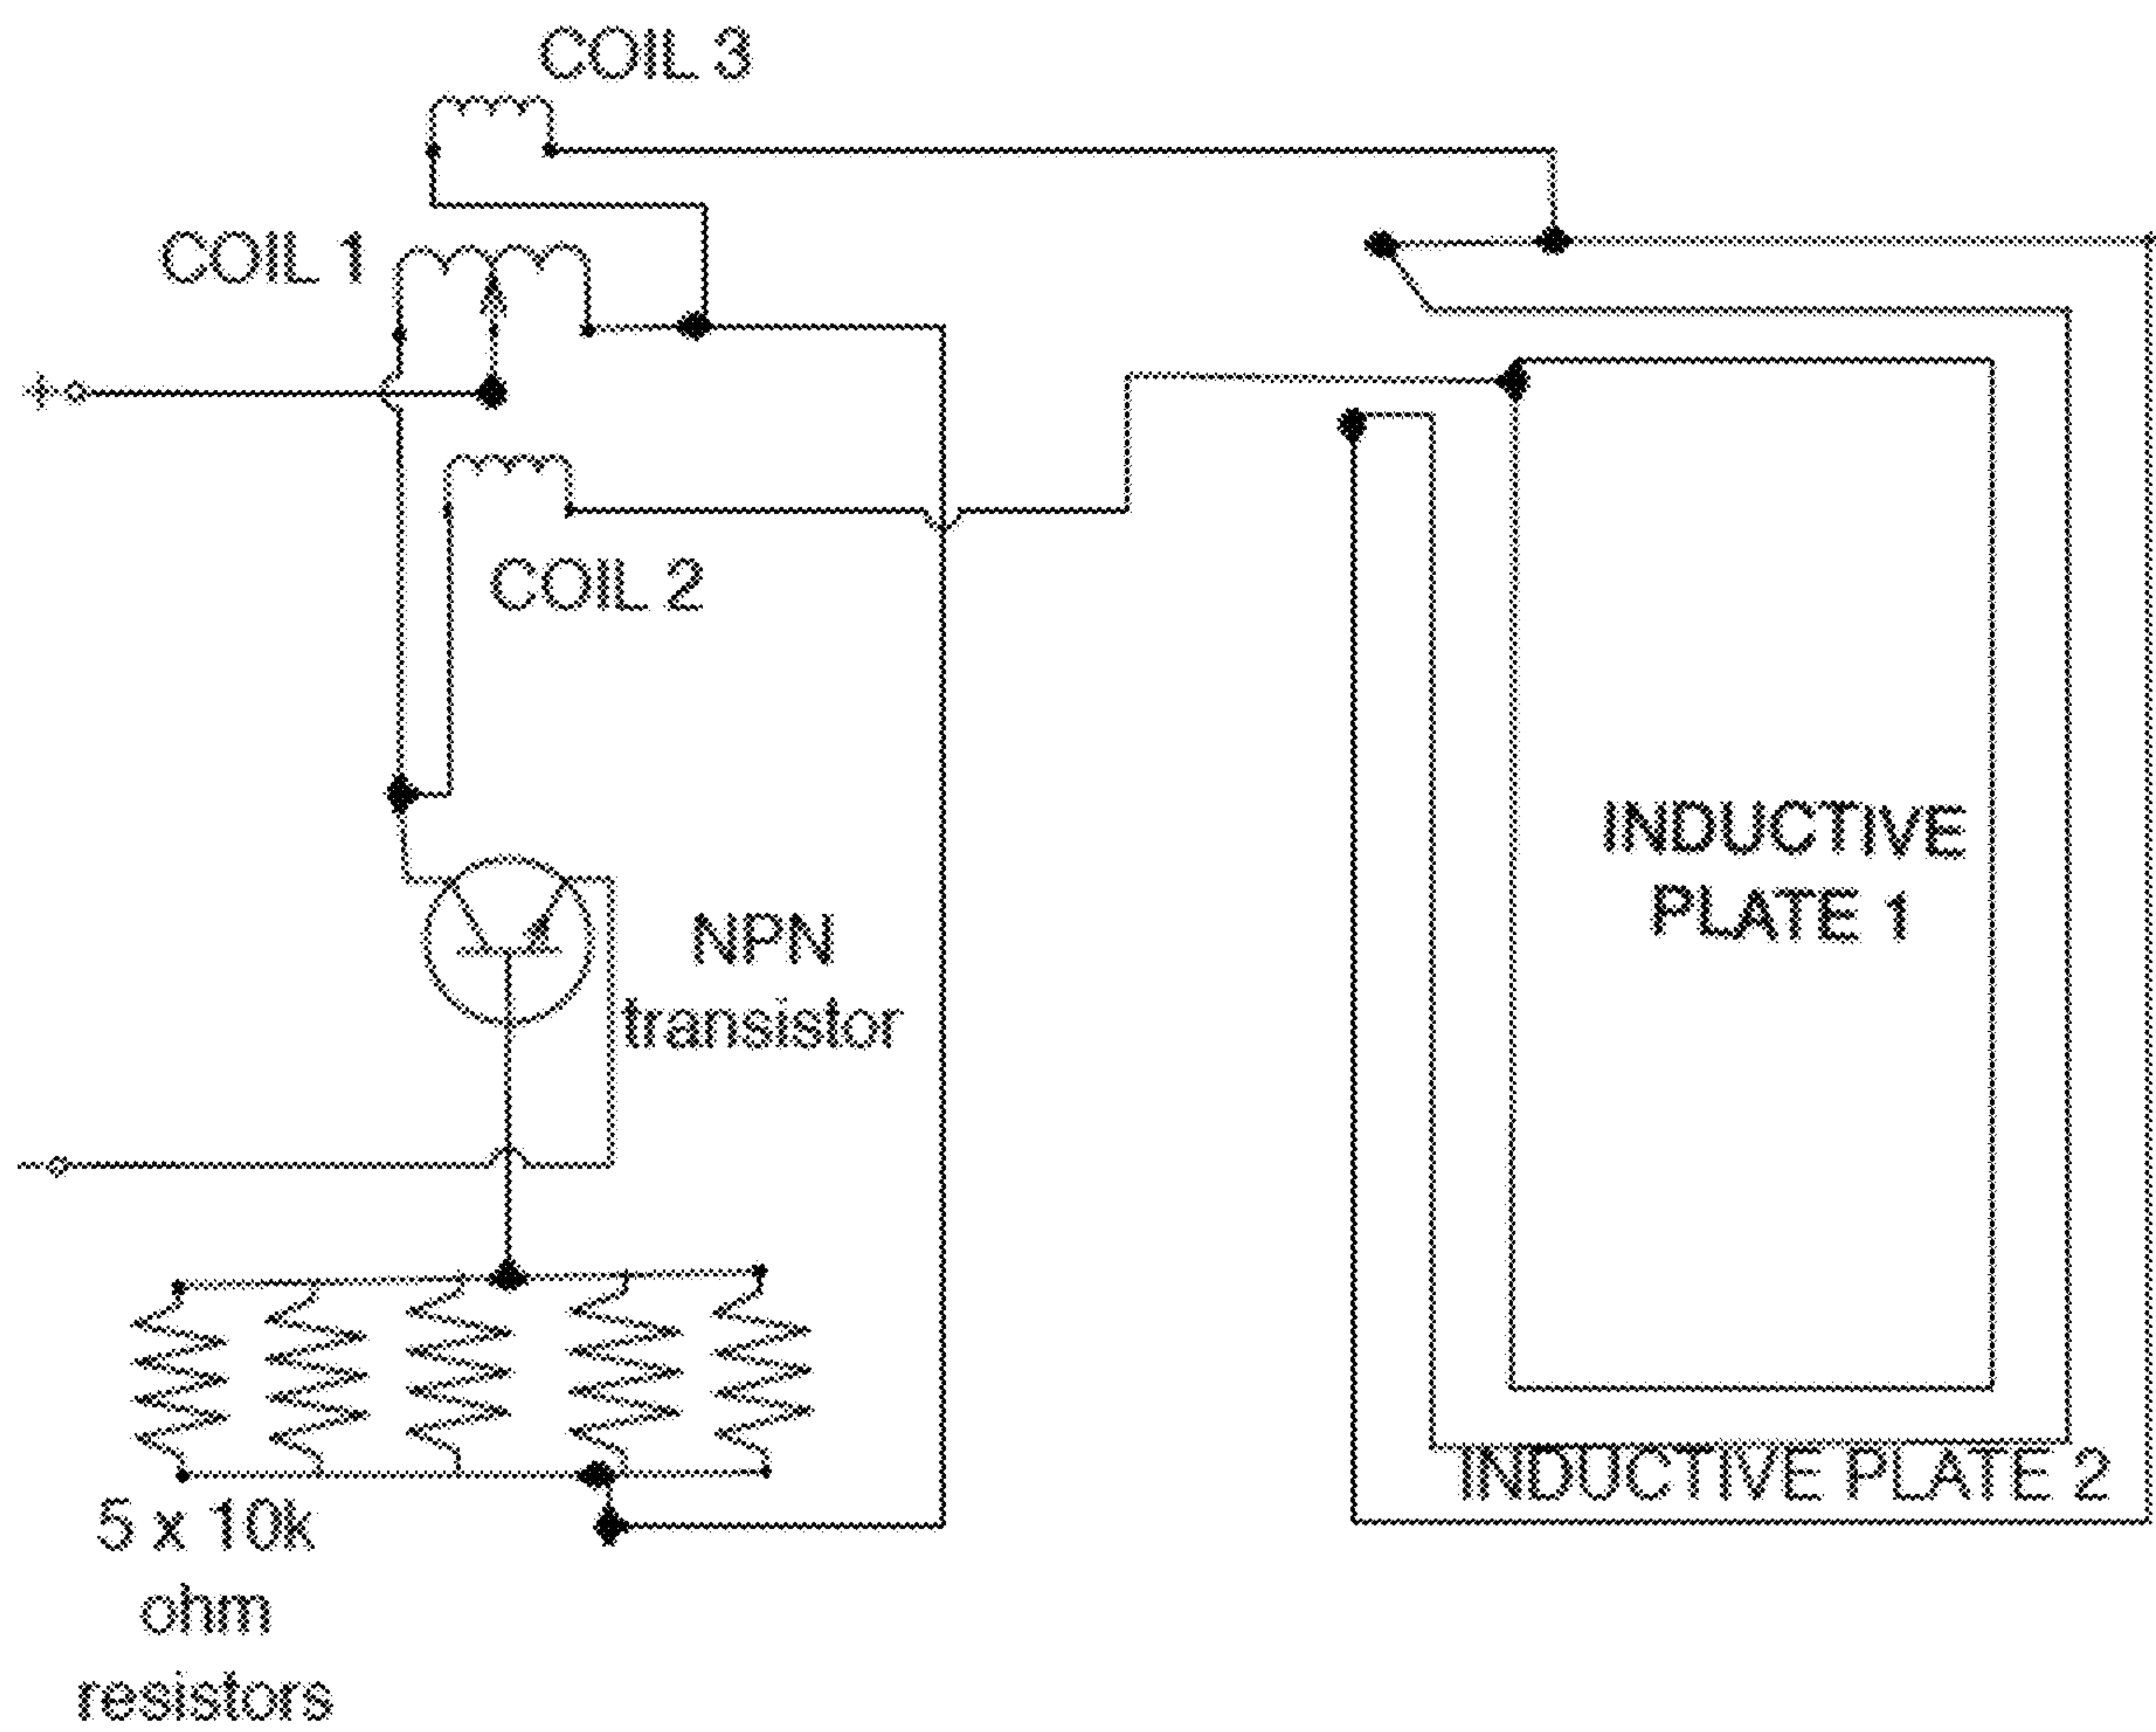 COIL 3
COIL 1
+
COIL 2
INDUCTIVE
PLATE 1
NPN
transistor
-
INDUCTIVE PLATE 2
5 x 10k
ohm
resistors